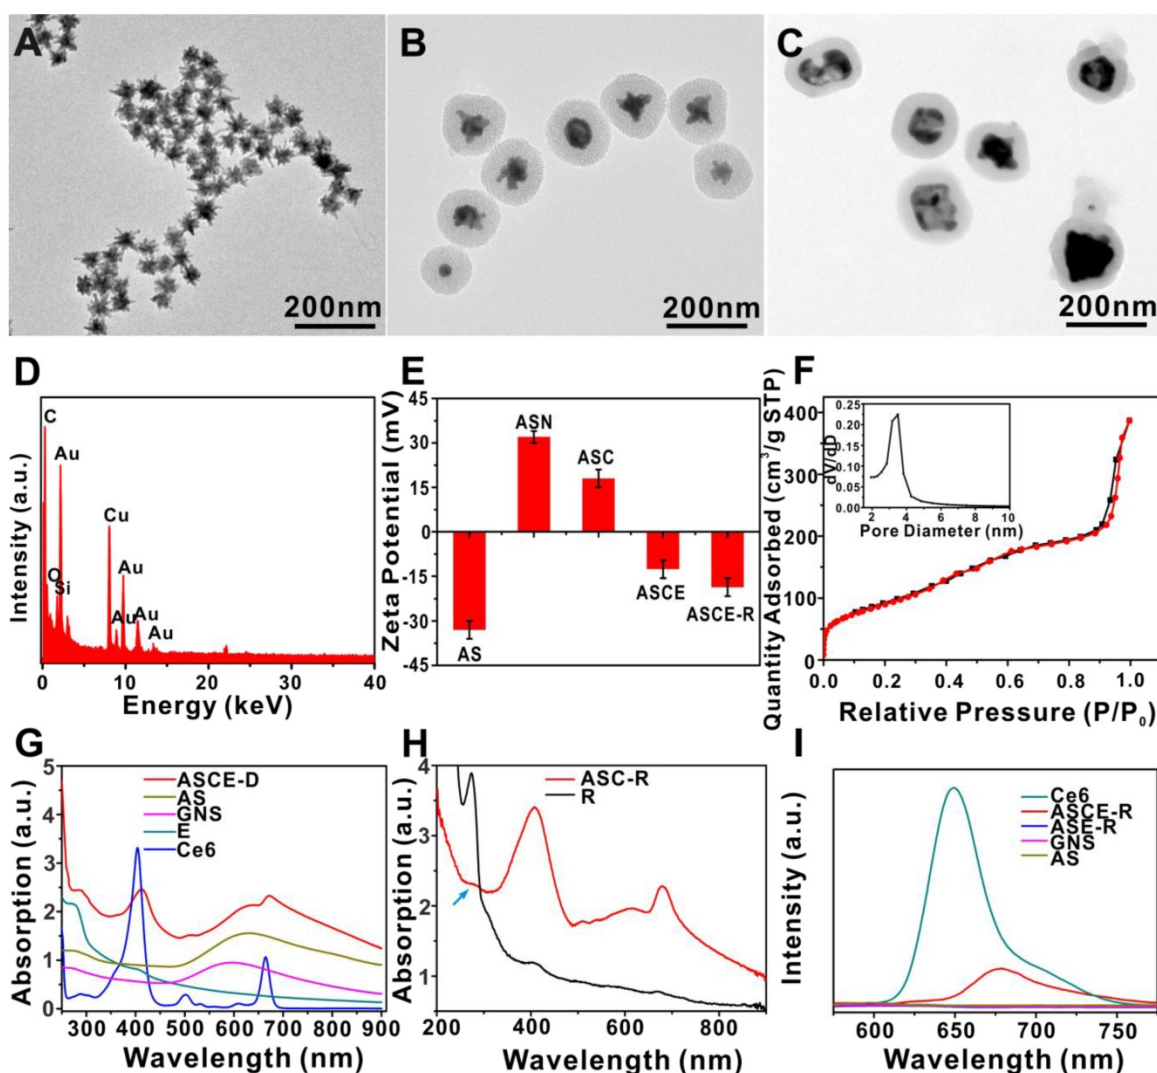 A
200nm
B
200nm
C
200nm
D
C
Au
Cu
O
Si
Au
Au
Au
Au
0 10 20 30 40
Energy (keV)
Intensity (a.u.)
E
45
30
15
0
-15
-30
-45
Zeta Potential (mV)
ASN
ASC
AS
ASCE
ASCE-R
F
400
300
200
100
0
0.0 0.2 0.4 0.6 0.8 1.0
Relative Pressure (P/P₀)
Quantity Adsorbed (cm³/g STP)
0.25
0.20
0.15
0.10
0.05
0.00
dV/dD
2 4 6 8 10
Pore Diameter (nm)
G
5
4
3
2
1
0
Absorption (a.u.)
ASCE-D
AS
GNS
E
Ce6
300 400 500 600 700 800 900
Wavelength (nm)
H
4
3
2
1
Absorption (a.u.)
ASC-R
R
200 400 600 800
Wavelength (nm)
I
Intensity (a.u.)
Ce6
ASCE-R
ASE-R
GNS
AS
600 650 700 750
Wavelength (nm)